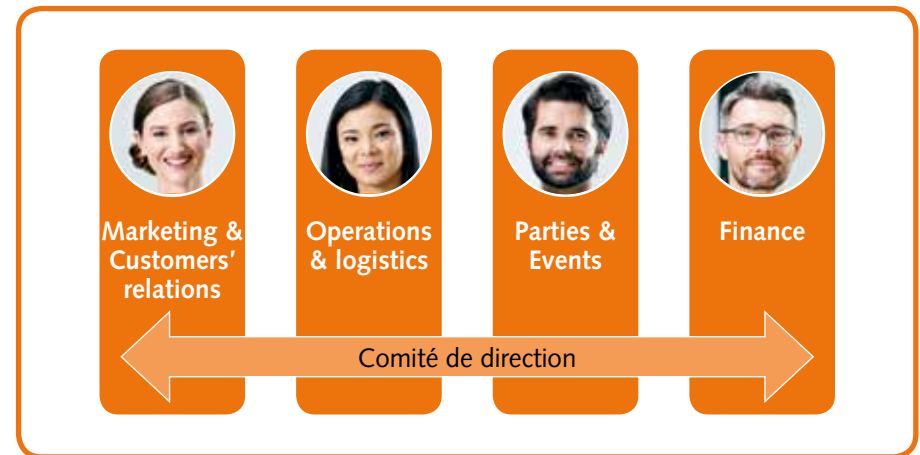 Marketing &
Customers’
relations
Operations
& logistics
Parties &
Events
Finance
Comité de direction